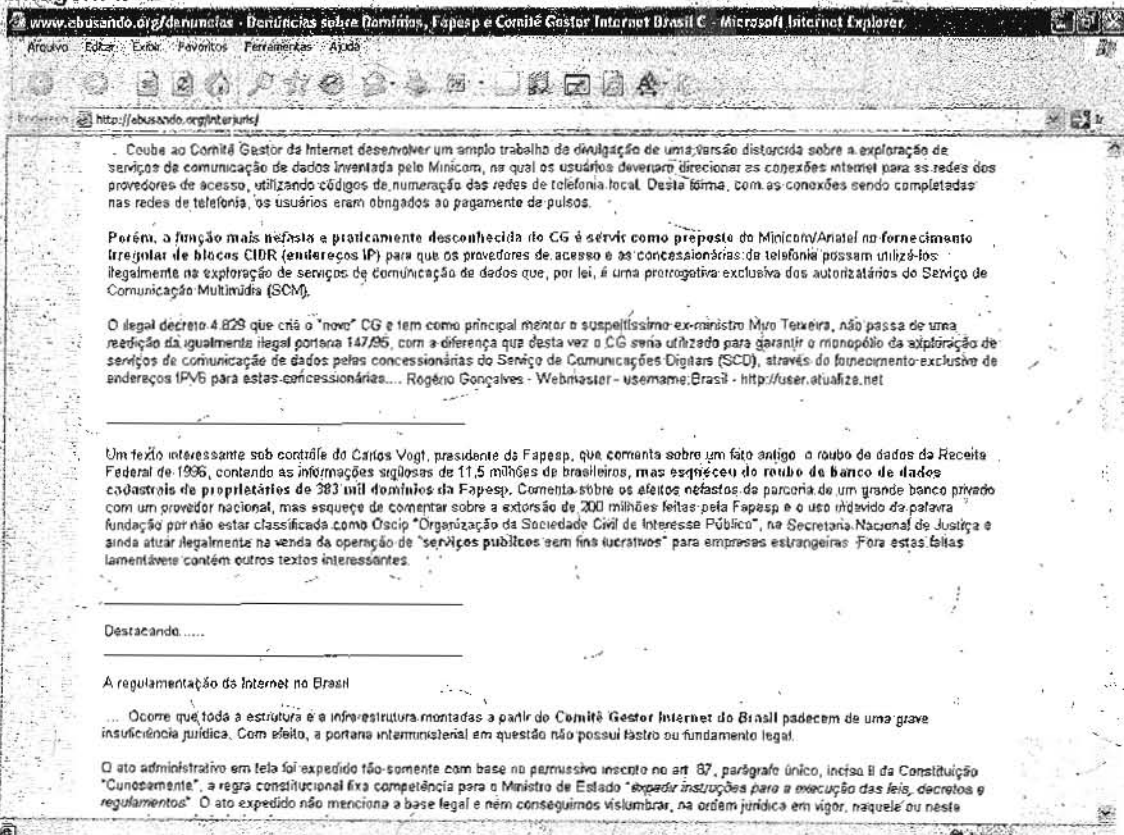 www.abusando.org/denuncias - Denúncias sobre Domínios, Fapesp e Comitê Gestor Internet Brasil C - Microsoft Internet Explorer
Arquivo Editar Exibir Favoritos Ferramentas Ajuda
http://abusando.org/interjuris/
Coube ao Comitê Gestor da Internet desenvolver um amplo trabalho de divulgação de uma versão distorcida sobre a exploração de
serviços de comunicação de dados inventada pelo Minicom, na qual os usuários deveriam direcionar as conexões internet para as redes dos
provedores de acesso, utilizando códigos de numeração das redes de telefonia local. Desta forma, com as conexões sendo completadas
nas redes de telefonia, os usuários eram obrigados ao pagamento de pulsos.
Porém, a função mais nefasta e praticamente desconhecida do CG é servir como preposto do Minicom/Anatel no fornecimento
irregular de blocos CIDR (endereços IP) para que os provedores de acesso e as concessionárias de telefonia possam utilizá-los
ilegalmente na exploração de serviços de comunicação de dados que, por lei, é uma prerrogativa exclusiva dos autorizatários do Serviço de
Comunicação Multimídia (SCM).
O ilegal decreto 4.829 que cria o "novo" CG e tem como principal mentor o suspeitíssimo ex-ministro Miro Teixeira, não passa de uma
reedição da igualmente ilegal portaria 147/95, com a diferença que desta vez o CG seria utilizado para garantir o monopólio da exploração de
serviços de comunicação de dados pelas concessionárias do Serviço de Comunicações Digitais (SCD), através do fornecimento exclusivo de
endereços IPV6 para estas concessionárias.... Rogério Gonçalves - Webmaster - username:Brasil - http://user.atualize.net
Um texto interessante sob contrôle do Carlos Vogt, presidente da Fapesp, que comenta sobre um fato antigo o roubo de dados da Receita
Federal de 1996, contendo as informações sigilosas de 11,5 milhões de brasileiros, mas esqueceu do roubo de banco de dados
cadastrais de proprietários de 383 mil domínios da Fapesp. Comenta sobre os efeitos nefastos da parceria de um grande banco privado
com um provedor nacional, mas esquece de comentar sobre a extorsão de 200 milhões feitas pela Fapesp e o uso indevido da palavra
fundação por não estar classificada como Oscip "Organização da Sociedade Civil de Interesse Público", na Secretaria Nacional de Justiça e
ainda atuar ilegalmente na venda da operação de "serviços publicos sem fins lucrativos" para empresas estrangeiras Fora estas falhas
lamentáveis contém outros textos interessantes.
Destacando......
A regulamentação da Internet no Brasil
... Ocorre que toda a estrutura e a infra-estrutura montadas a partir do Comitê Gestor Internet do Brasil padecem de uma grave
insuficiência jurídica. Com efeito, a portaria interministerial em questão não possui lastro ou fundamento legal.
O ato administrativo em tela foi expedido tão-somente com base no permissivo inscrito no art 87, parágrafo único, inciso II da Constituição
"Curiosamente", a regra constitucional fixa competência para o Ministro de Estado "expedir instruções para a execução das leis, decretos e
regulamentos" O ato expedido não menciona a base legal e nem conseguimos vislumbrar, na ordem jurídica em vigor, naquele ou neste